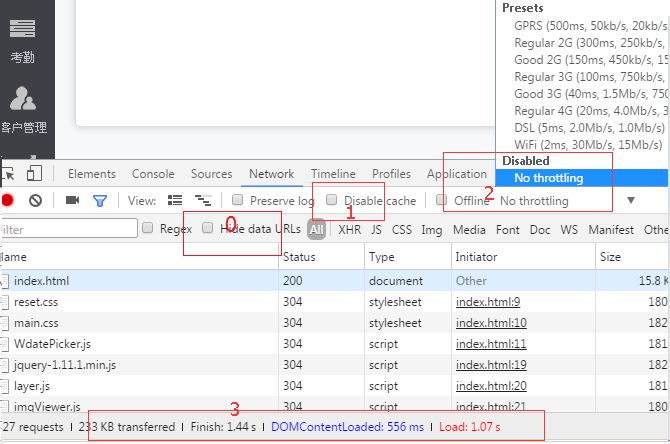 Presets
GPRS (500ms, 50kb/s, 20kb/s
Regular 2G (300ms, 250kb/s,
Good 2G (150ms, 450kb/s, 15
Regular 3G (100ms, 750kb/s,
Good 3G (40ms, 1.5Mb/s, 750
Regular 4G (20ms, 4.0Mb/s, 3
DSL (5ms, 2.0Mb/s, 1.0Mb/s)
WiFi (2ms, 30Mb/s, 15Mb/s)
Disabled
No throttling
考勤
客户管理
Elements Console Sources Network Timeline Profiles Application
View: Preserve log Disable cache Offline No throttling
1
2
Filter Regex Hide data URLs All XHR JS CSS Img Media Font Doc WS Manifest Othe
0
Name Status Type Initiator Size
index.html 200 document Other 15.8 K
reset.css 304 stylesheet index.html:9 180
main.css 304 stylesheet index.html:10 182
WdatePicker.js 304 script index.html:11 181
jquery-1.11.1.min.js 304 script index.html:19 182
layer.js 304 script index.html:20 181
imgViewer.js 304 script index.html:21 180
3
27 requests | 233 KB transferred | Finish: 1.44 s | DOMContentLoaded: 556 ms | Load: 1.07 s